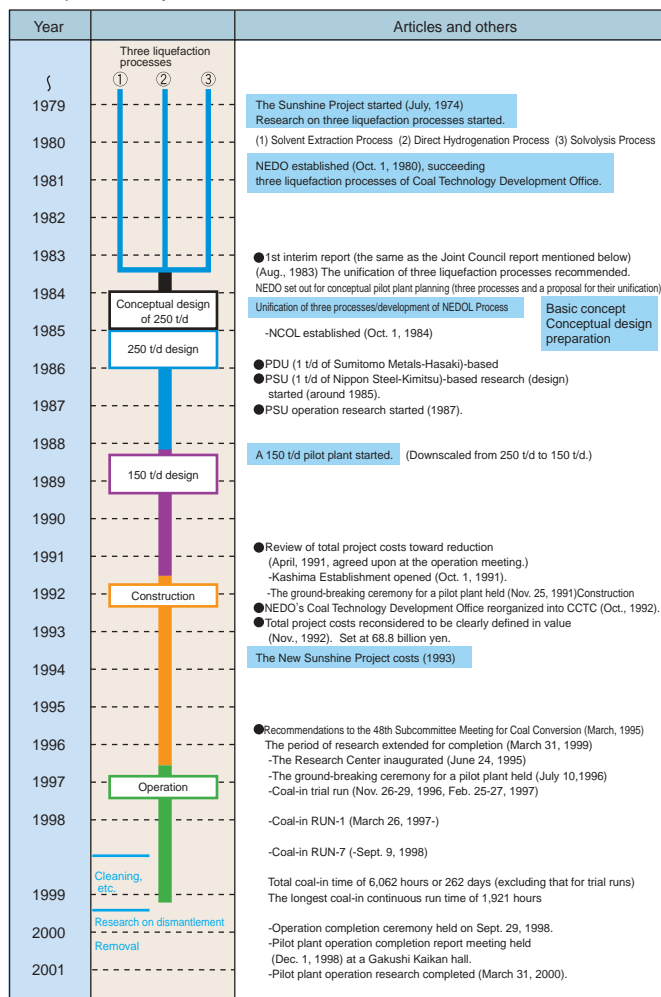 Year
Articles and others
Three liquefaction
processes
① ② ③
1979
The Sunshine Project started (July, 1974)
Research on three liquefaction processes started.
1980
(1) Solvent Extraction Process (2) Direct Hydrogenation Process (3) Solvolysis Process
1981
NEDO established (Oct. 1, 1980), succeeding
three liquefaction processes of Coal Technology Development Office.
1982
1983
●1st interim report (the same as the Joint Council report mentioned below)
(Aug., 1983) The unification of three liquefaction processes recommended.
NEDO set out for conceptual pilot plant planning (three processes and a proposal for their unification)
1984
Conceptual design
of 250 t/d
Unification of three processes/development of NEDOL Process
Basic concept
Conceptual design
preparation
-NCOL established (Oct. 1, 1984)
1985
250 t/d design
1986
●PDU (1 t/d of Sumitomo Metals-Hasaki)-based
●PSU (1 t/d of Nippon Steel-Kimitsu)-based research (design)
started (around 1985).
1987
●PSU operation research started (1987).
1988
A 150 t/d pilot plant started. (Downscaled from 250 t/d to 150 t/d.)
150 t/d design
1989
1990
1991
●Review of total project costs toward reduction
(April, 1991, agreed upon at the operation meeting.)
-Kashima Establishment opened (Oct. 1, 1991).
1992
Construction
-The ground-breaking ceremony for a pilot plant held (Nov. 25, 1991)Construction
●NEDO's Coal Technology Development Office reorganized into CCTC (Oct., 1992).
●Total project costs reconsidered to be clearly defined in value
(Nov., 1992). Set at 68.8 billion yen.
1993
The New Sunshine Project costs (1993)
1994
1995
●Recommendations to the 48th Subcommittee Meeting for Coal Conversion (March, 1995)
1996
The period of research extended for completion (March 31, 1999)
-The Research Center inaugurated (June 24, 1995)
-The ground-breaking ceremony for a pilot plant held (July 10,1996)
1997
Operation
-Coal-in trial run (Nov. 26-29, 1996, Feb. 25-27, 1997)
1998
-Coal-in RUN-1 (March 26, 1997-)
-Coal-in RUN-7 (-Sept. 9, 1998)
Cleaning,
etc.
Total coal-in time of 6,062 hours or 262 days (excluding that for trial runs)
1999
The longest coal-in continuous run time of 1,921 hours
Research on dismantlement
2000
Removal
-Operation completion ceremony held on Sept. 29, 1998.
-Pilot plant operation completion report meeting held
(Dec. 1, 1998) at a Gakushi Kaikan hall.
2001
-Pilot plant operation research completed (March 31, 2000).